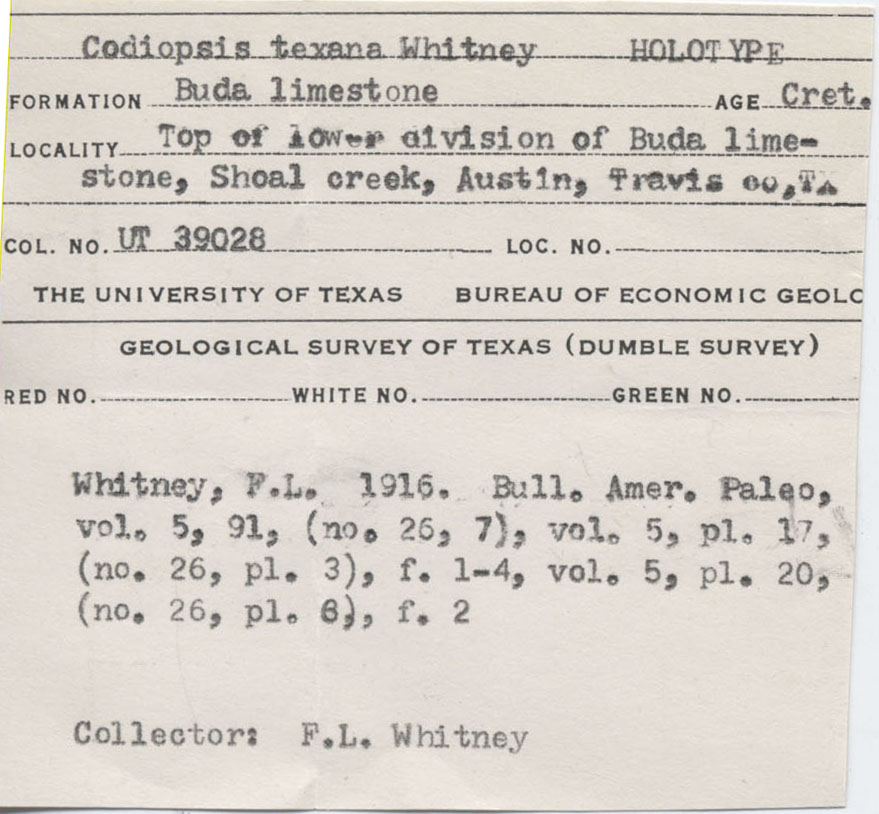 Codiopsis texana Whitney HOLOTYPE
FORMATION Buda limestone AGE Cret.
LOCALITY Top of lower division of Buda lime-
stone, Shoal creek, Austin, Travis co,TX
COL. NO. UT 39028 LOC. NO.
THE UNIVERSITY OF TEXAS BUREAU OF ECONOMIC GEOLO
GEOLOGICAL SURVEY OF TEXAS (DUMBLE SURVEY)
RED NO. WHITE NO. GREEN NO.
Whitney, F.L. 1916. Bull. Amer. Paleo,
vol. 5, 91, (no. 26, 7), vol. 5, pl. 17,
(no. 26, pl. 3), f. 1-4, vol. 5, pl. 20,
(no. 26, pl. 6), f. 2
Collector: F.L. Whitney